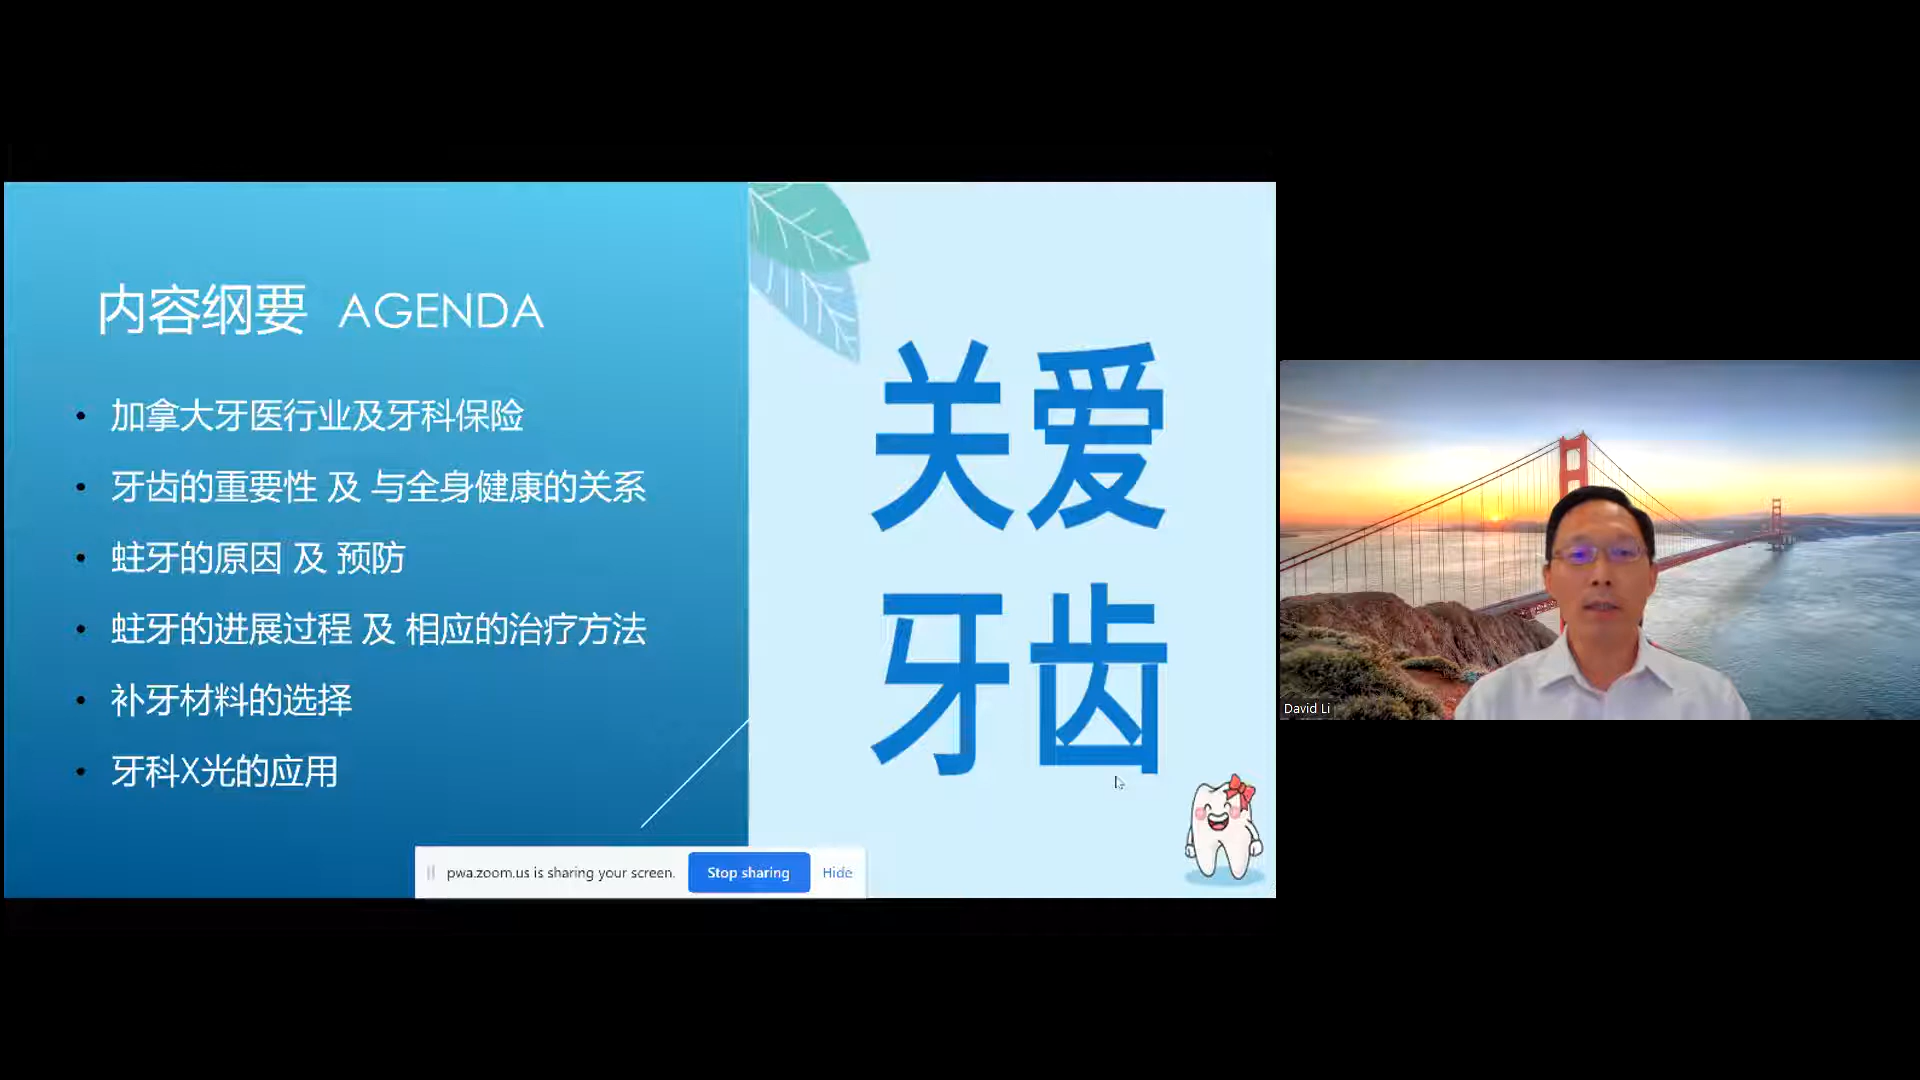 内容纲要 AGENDA
• 加拿大牙医行业及牙科保险
• 牙齿的重要性 及 与全身健康的关系
• 蛀牙的原因 及 预防
• 蛀牙的进展过程 及 相应的治疗方法
• 补牙材料的选择
• 牙科X光的应用
关爱
牙齿
pwa.zoom.us is sharing your screen.
Stop sharing
Hide
David Li